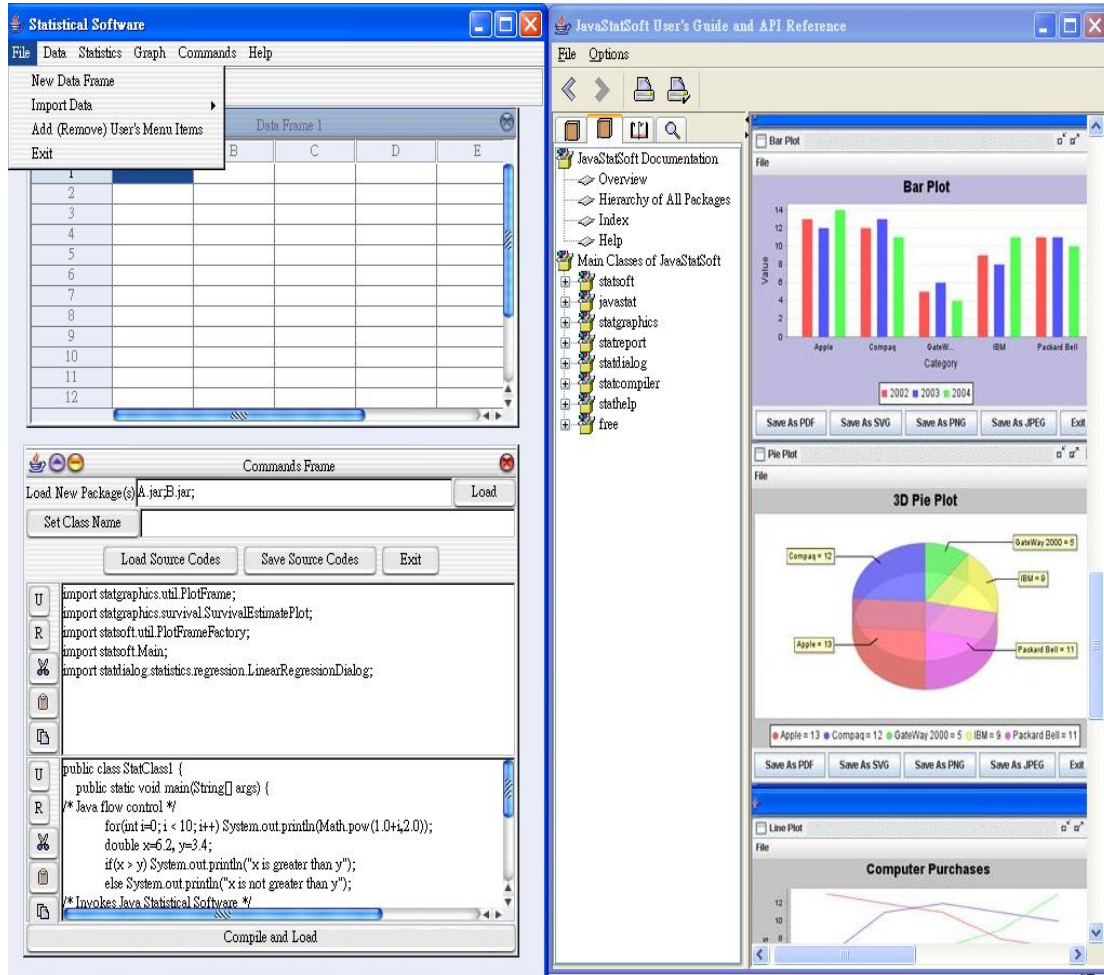 Statistical Software
File Data Statistics Graph Commands Help
New Data Frame
Import Data
Add (Remove) User's Menu Items
Exit
Data Frame 1
B C D E
1
2
3
4
5
6
7
8
9
10
11
12
Commands Frame
Load New Package(s) A.jar;B.jar; Load
Set Class Name
Load Source Codes Save Source Codes Exit
U
R
import statgraphics.util.PlotFrame;
import statgraphics.survival.SurvivalEstimatePlot;
import statsoft.util.PlotFrameFactory;
import statsoft.Main;
import statdialog.statistics.regression.LinearRegressionDialog;
U
R
public class StatClass1 {
public static void main(String[] args) {
/* Java flow control */
for(int i=0; i < 10; i++) System.out.println(Math.pow(1.0+i,2.0));
double x=6.2, y=3.4;
if(x > y) System.out.println("x is greater than y");
else System.out.println("x is not greater than y");
/* Invokes Java Statistical Software */
Compile and Load
JavaStatSoft User's Guide and API Reference
File Options
JavaStatSoft Documentation
Overview
Hierarchy of All Packages
Index
Help
Main Classes of JavaStatSoft
statsoft
javastat
statgraphics
statreport
statdialog
statcompiler
stathelp
free
Bar Plot
File
Bar Plot
14
12
10
8
6
4
2
0
Value
Apple Compaq GateW... IBM Packard Bell
Category
2002 2003 2004
Save As PDF Save As SVG Save As PNG Save As JPEG Exit
Pie Plot
File
3D Pie Plot
GateWay 2000 = 5
Compaq = 12
IBM = 9
Apple = 13
Packard Bell = 11
Apple = 13 Compaq = 12 GateWay 2000 = 5 IBM = 9 Packard Bell = 11
Save As PDF Save As SVG Save As PNG Save As JPEG Exit
Line Plot
File
Computer Purchases
12
10